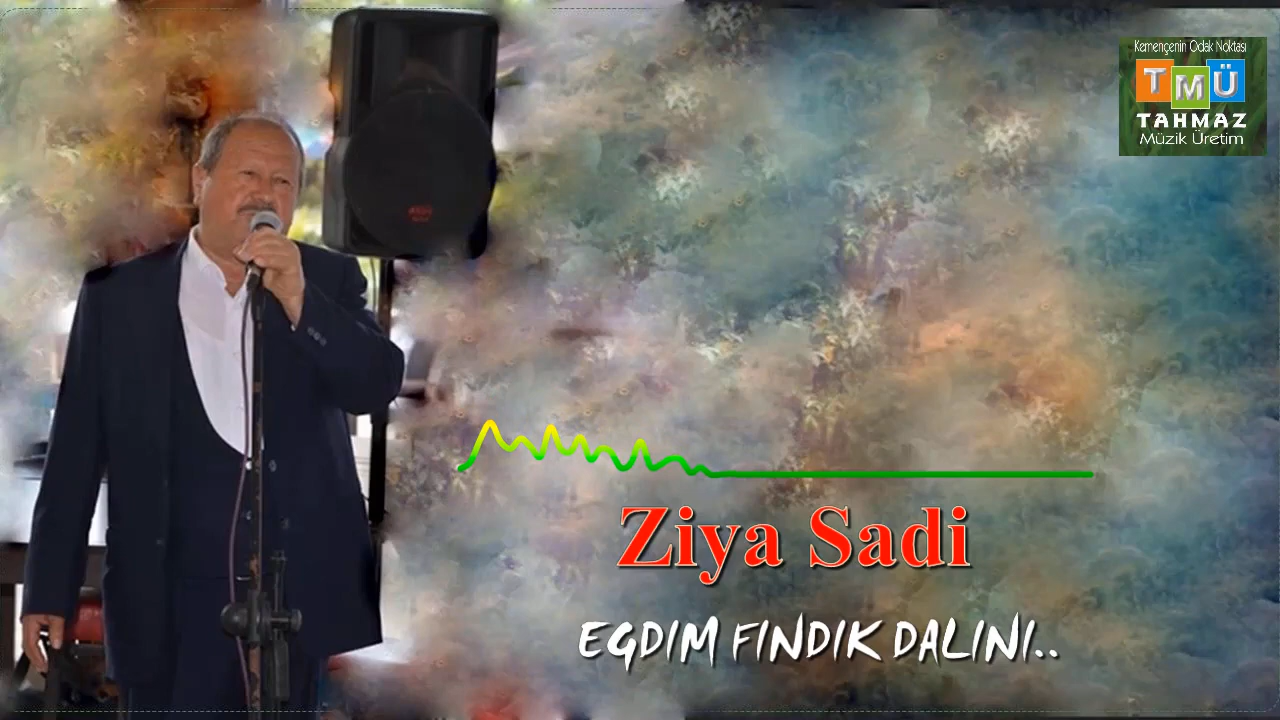 Kemençenin Odak Noktası
TMÜ
TAHMAZ
Müzik Üretim
Ziya Sadi
EGDIM FINDIK DALINI..